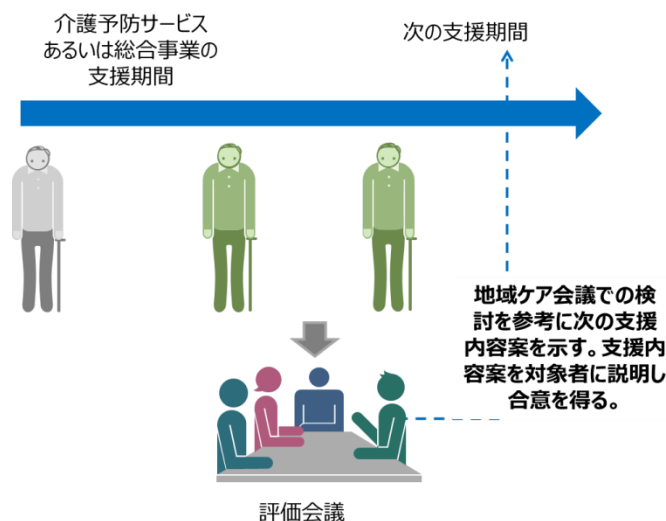 介護予防サービス
あるいは総合事業の
支援期間
次の支援期間
地域ケア会議での検
討を参考に次の支援
内容案を示す。支援内
容案を対象者に説明し
合意を得る。
評価会議